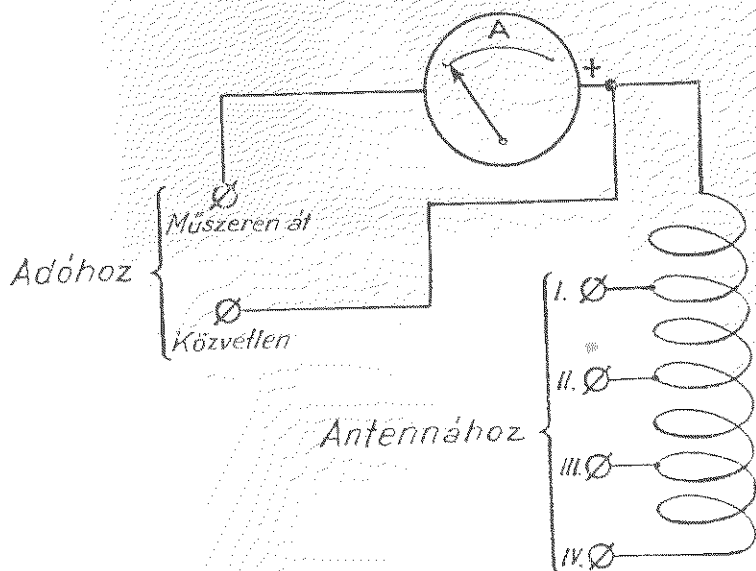 A
+
Műszeren át
Adóhoz
Közvetlen
I.
II.
Antennához
III.
IV.